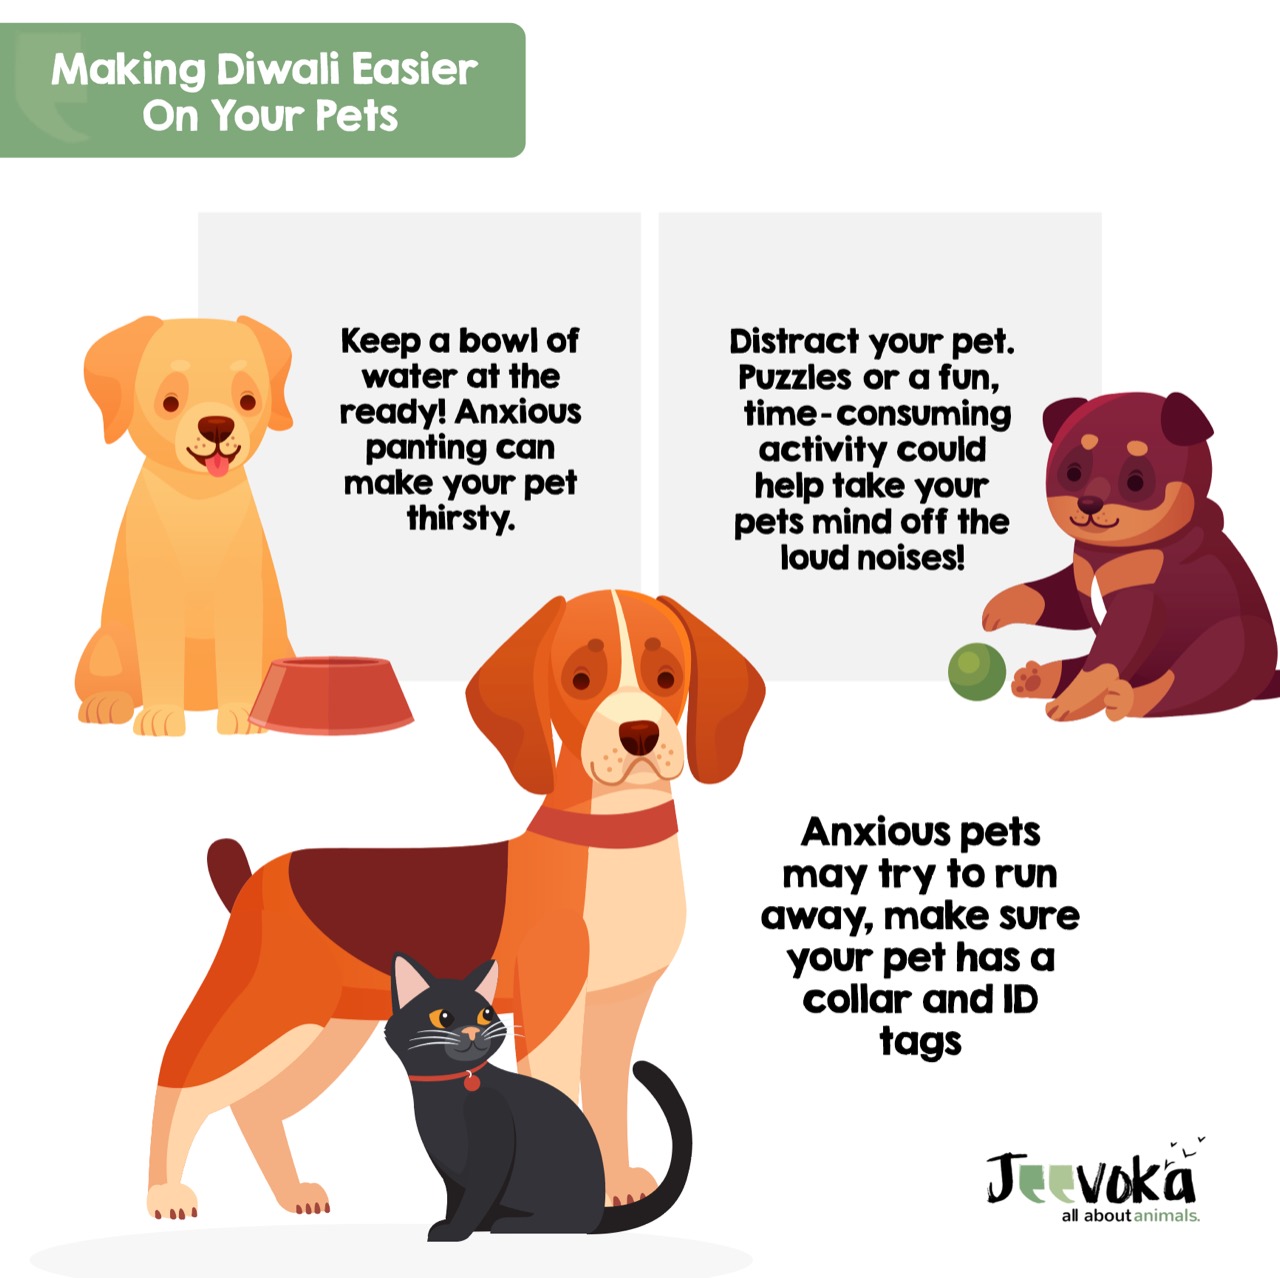 Making Diwali Easier
On Your Pets
Keep a bowl of
water at the
ready! Anxious
panting can
make your pet
thirsty.
Distract your pet.
Puzzles or a fun,
time-consuming
activity could
help take your
pets mind off the
loud noises!
Anxious pets
may try to run
away, make sure
your pet has a
collar and ID
tags
Jeevoka
all about animals.